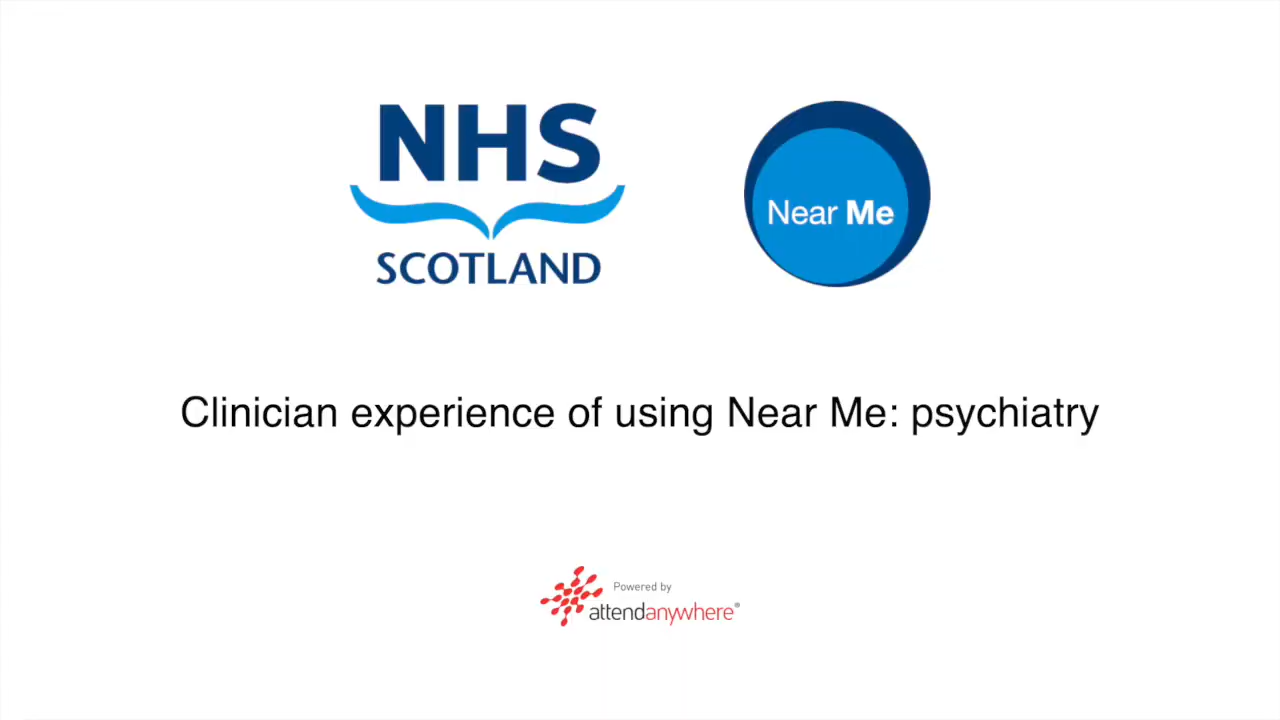 NHS
SCOTLAND
Near Me
Clinician experience of using Near Me: psychiatry
Powered by
attendanywhere®